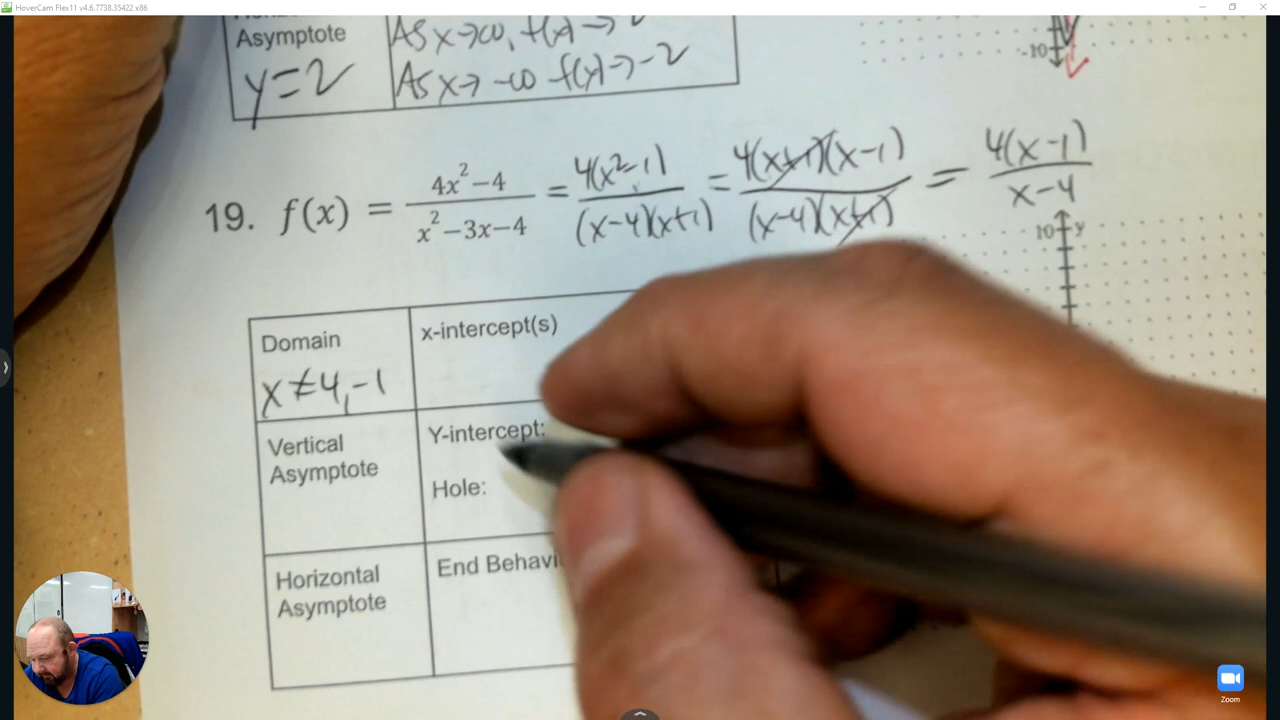 HoverCam Flex11 v4.6.7738.35422 x86
Asymptote
y=2
As x→∞, f(x)→
As x→-∞ f(x)→-2
-10
19. f(x) = 4x²-4 / x²-3x-4 = 4(x²-1) / (x-4)(x+1) = 4(x+1)(x-1) / (x-4)(x+1) = 4(x-1) / x-4
10 y
Domain
x≠4,-1
x-intercept(s)
Vertical
Asymptote
Y-intercept:
Hole:
Horizontal
Asymptote
End Behavi
Zoom